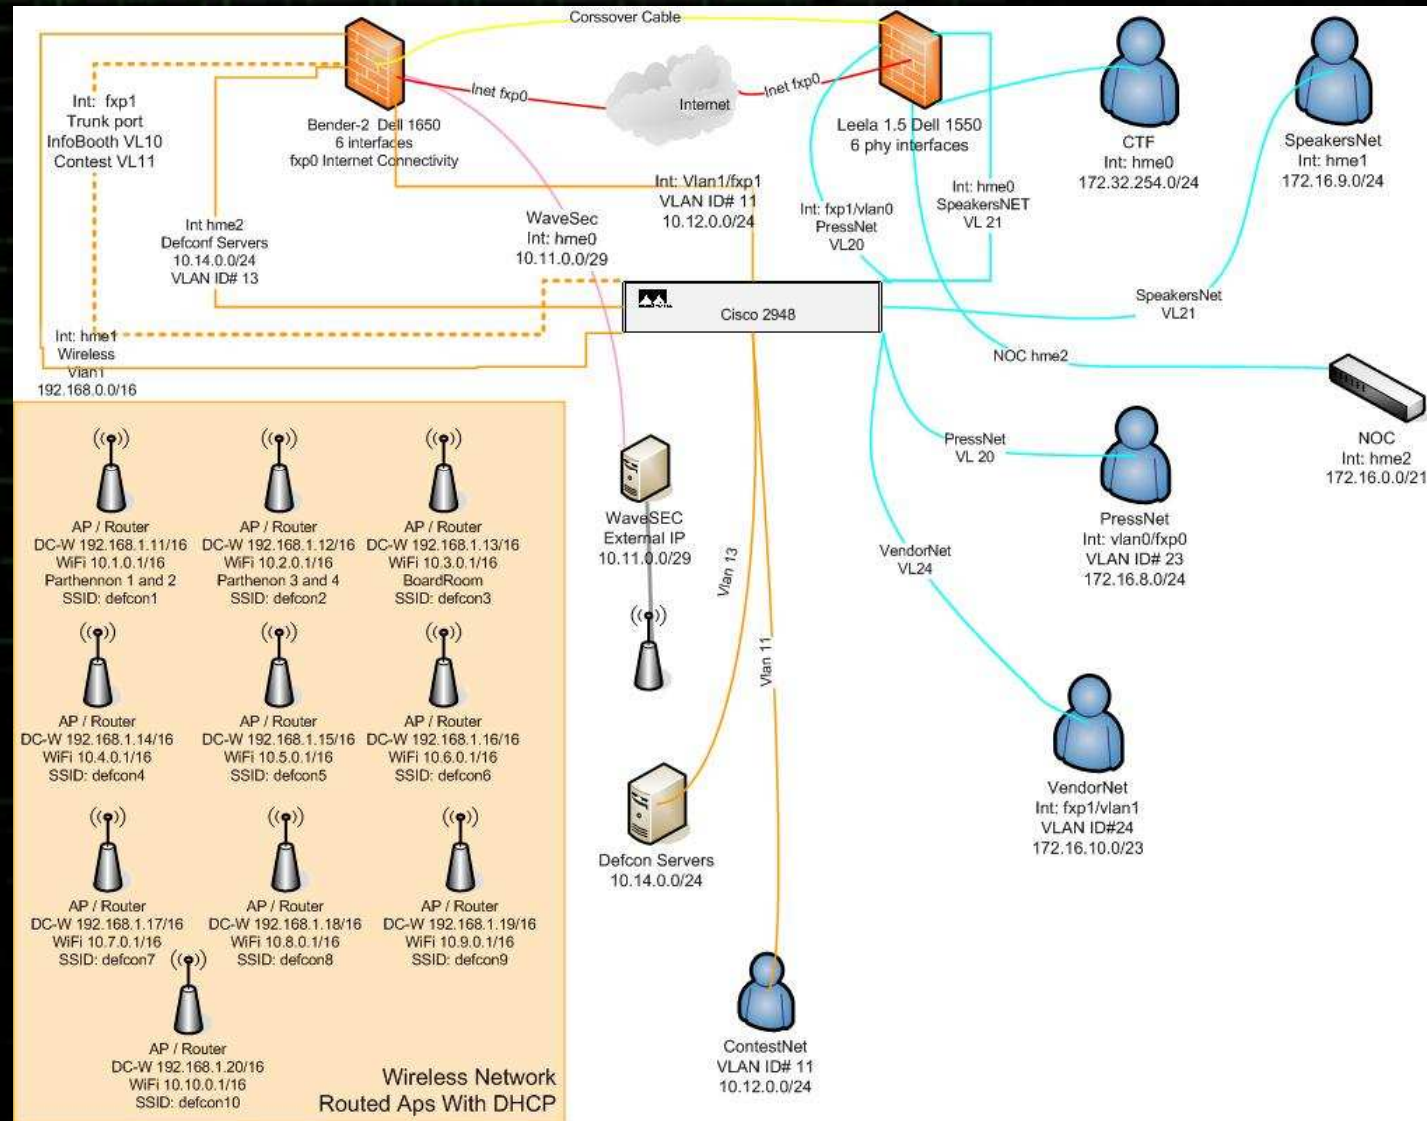 Corssover Cable
Int: fxp1
Trunk port
InfoBooth VL10
Contest VL11
Bender-2 Dell 1650
6 interfaces
fxp0 Internet Connectivity
Inet fxp0
Internet
Inet fxp0
Leela 1.5 Dell 1550
6 phy interfaces
CTF
Int: hme0
172.32.254.0/24
SpeakersNet
Int: hme1
172.16.9.0/24
Int hme2
Defconf Servers
10.14.0.0/24
VLAN ID# 13
WaveSec
Int: hme0
10.11.0.0/29
Int: Vlan1/fxp1
VLAN ID# 11
10.12.0.0/24
Int: fxp1/vlan0
PressNet
VL20
Int: hme0
SpeakersNET
VL 21
Cisco 2948
SpeakersNet
VL21
Int: hme1
Wireless
Vlan1
192.168.0.0/16
NOC hme2
NOC
Int: hme2
172.16.0.0/21
PressNet
VL 20
PressNet
Int: vlan0/fxp0
VLAN ID# 23
172.16.8.0/24
WaveSEC
External IP
10.11.0.0/29
VendorNet
VL24
Vlan 13
Vlan 11
VendorNet
Int: fxp1/vlan1
VLAN ID#24
172.16.10.0/23
Defcon Servers
10.14.0.0/24
ContestNet
VLAN ID# 11
10.12.0.0/24
AP / Router
DC-W 192.168.1.11/16
WiFi 10.1.0.1/16
Parthennon 1 and 2
SSID: defcon1
AP / Router
DC-W 192.168.1.12/16
WiFi 10.2.0.1/16
Parthenon 3 and 4
SSID: defcon2
AP / Router
DC-W 192.168.1.13/16
WiFi 10.3.0.1/16
BoardRoom
SSID: defcon3
AP / Router
DC-W 192.168.1.14/16
WiFi 10.4.0.1/16
SSID: defcon4
AP / Router
DC-W 192.168.1.15/16
WiFi 10.5.0.1/16
SSID: defcon5
AP / Router
DC-W 192.168.1.16/16
WiFi 10.6.0.1/16
SSID: defcon6
AP / Router
DC-W 192.168.1.17/16
WiFi 10.7.0.1/16
SSID: defcon7
AP / Router
DC-W 192.168.1.18/16
WiFi 10.8.0.1/16
SSID: defcon8
AP / Router
DC-W 192.168.1.19/16
WiFi 10.9.0.1/16
SSID: defcon9
AP / Router
DC-W 192.168.1.20/16
WiFi 10.10.0.1/16
SSID: defcon10
Wireless Network
Routed Aps With DHCP